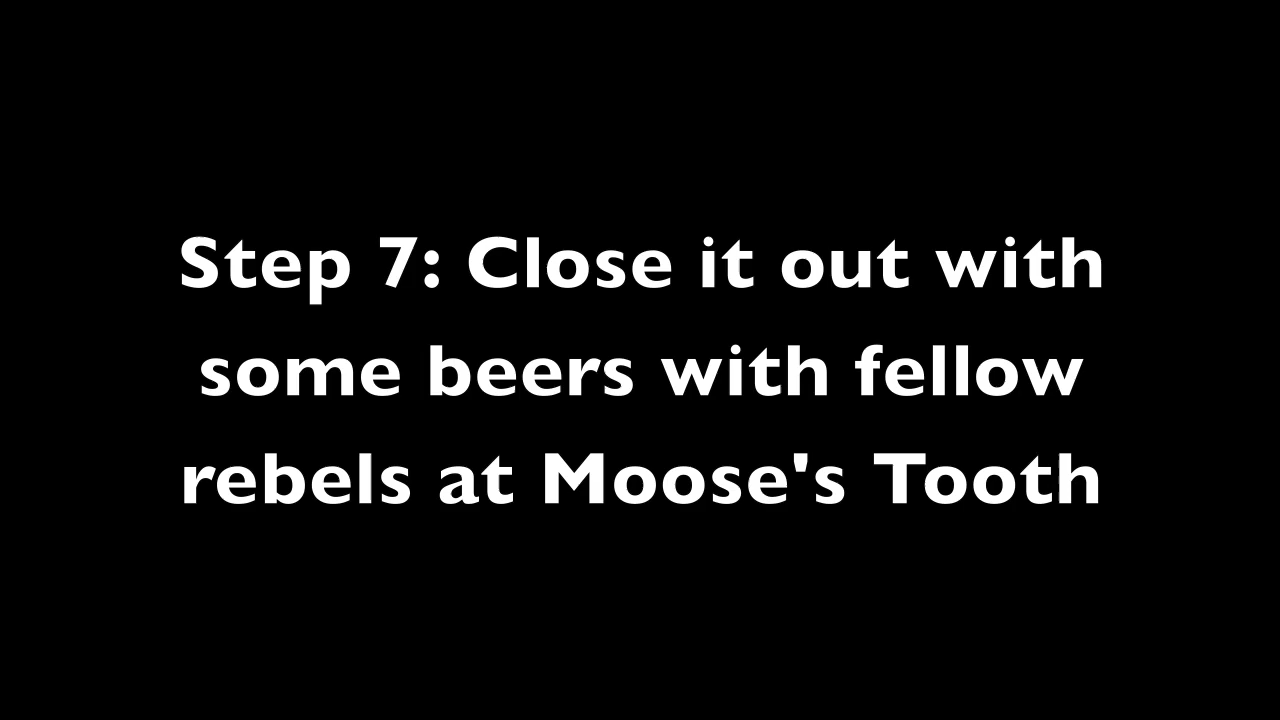 Step 7: Close it out with
some beers with fellow
rebels at Moose's Tooth